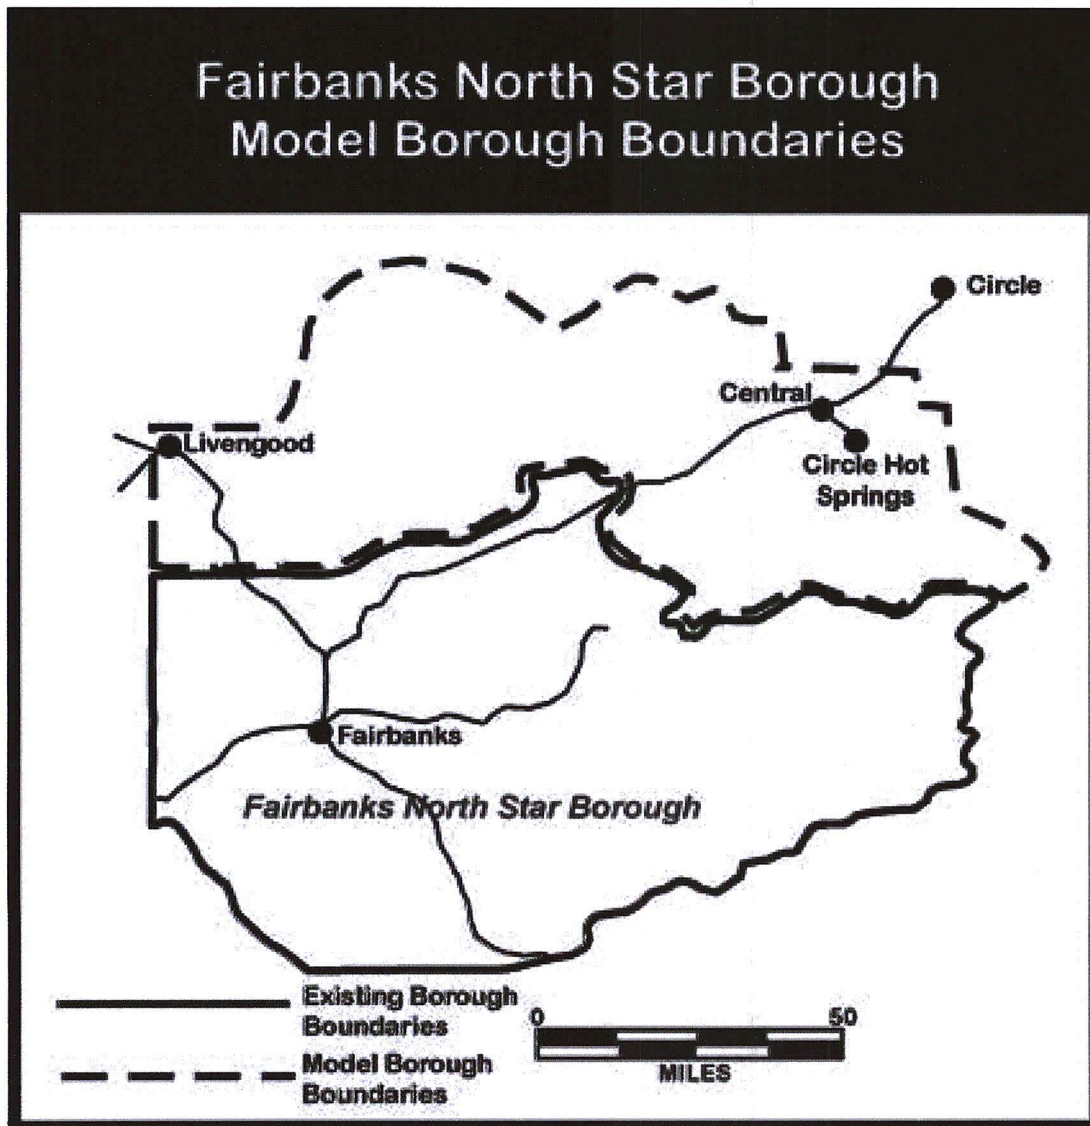 Fairbanks North Star Borough
Model Borough Boundaries
Circle
Central
Livengood
Circle Hot
Springs
Fairbanks
Fairbanks North Star Borough
Existing Borough
Boundaries
0 50
Model Borough
Boundaries
MILES